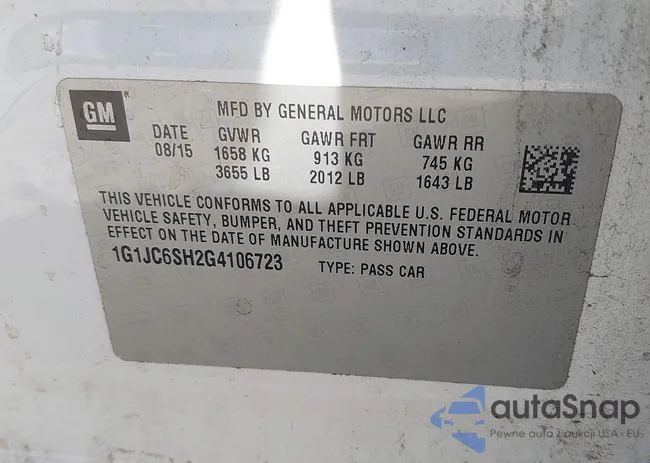 GM
MFD BY GENERAL MOTORS LLC
DATE GVWR GAWR FRT GAWR RR
08/15 1658 KG 913 KG 745 KG
3655 LB 2012 LB 1643 LB
THIS VEHICLE CONFORMS TO ALL APPLICABLE U.S. FEDERAL MOTOR
VEHICLE SAFETY, BUMPER, AND THEFT PREVENTION STANDARDS IN
EFFECT ON THE DATE OF MANUFACTURE SHOWN ABOVE.
1G1JC6SH2G4106723 TYPE: PASS CAR
autaSnap
Pewne auta z aukcji USA • EU